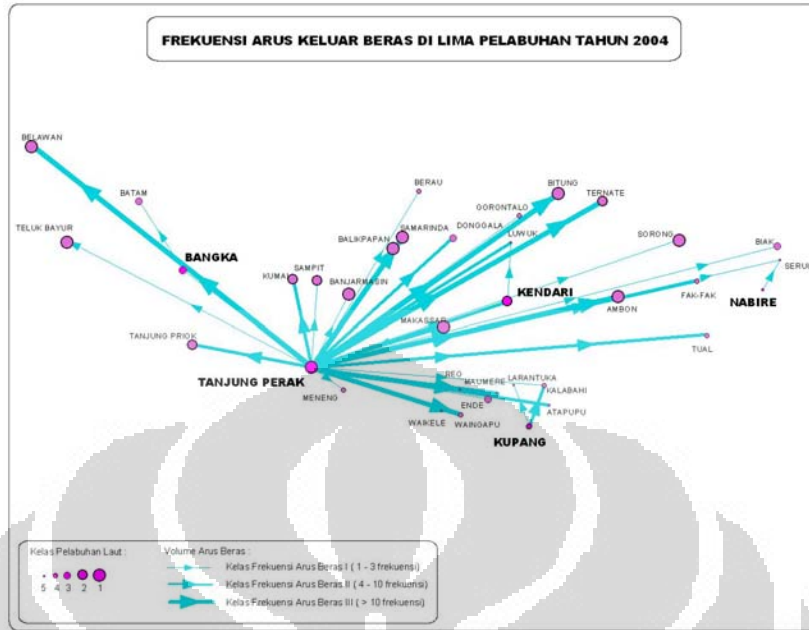 FREKUENSI ARUS KELUAR BERAS DI LIMA PELABUHAN TAHUN 2004
BELAWAN
BATAM
TELUK BAYUR
BANGKA
BERAU
BITUNG
TERNATE
GORONTALO
SAMARINDA
DONGGALA
LUWUK
BALIKPAPAN
SORONG
BIAK
SERUI
KUMAI
SAMPIT
BANJARMASIN
KENDARI
FAK-FAK
NABIRE
AMBON
MAKASSAR
TANJUNG PRIOK
TUAL
TANJUNG PERAK
REO
MAUMERE
LARANTUKA
KALABAHI
MENENG
ENDE
ATAPUPU
WAIKELE
WAINGAPU
KUPANG
Kelas Pelabuhan Laut :
5 4 3 2 1
Volume Arus Beras :
Kelas Frekuensi Arus Beras I ( 1 - 3 frekuensi)
Kelas Frekuensi Arus Beras II ( 4 - 10 frekuensi)
Kelas Frekuensi Arus Beras III ( > 10 frekuensi)